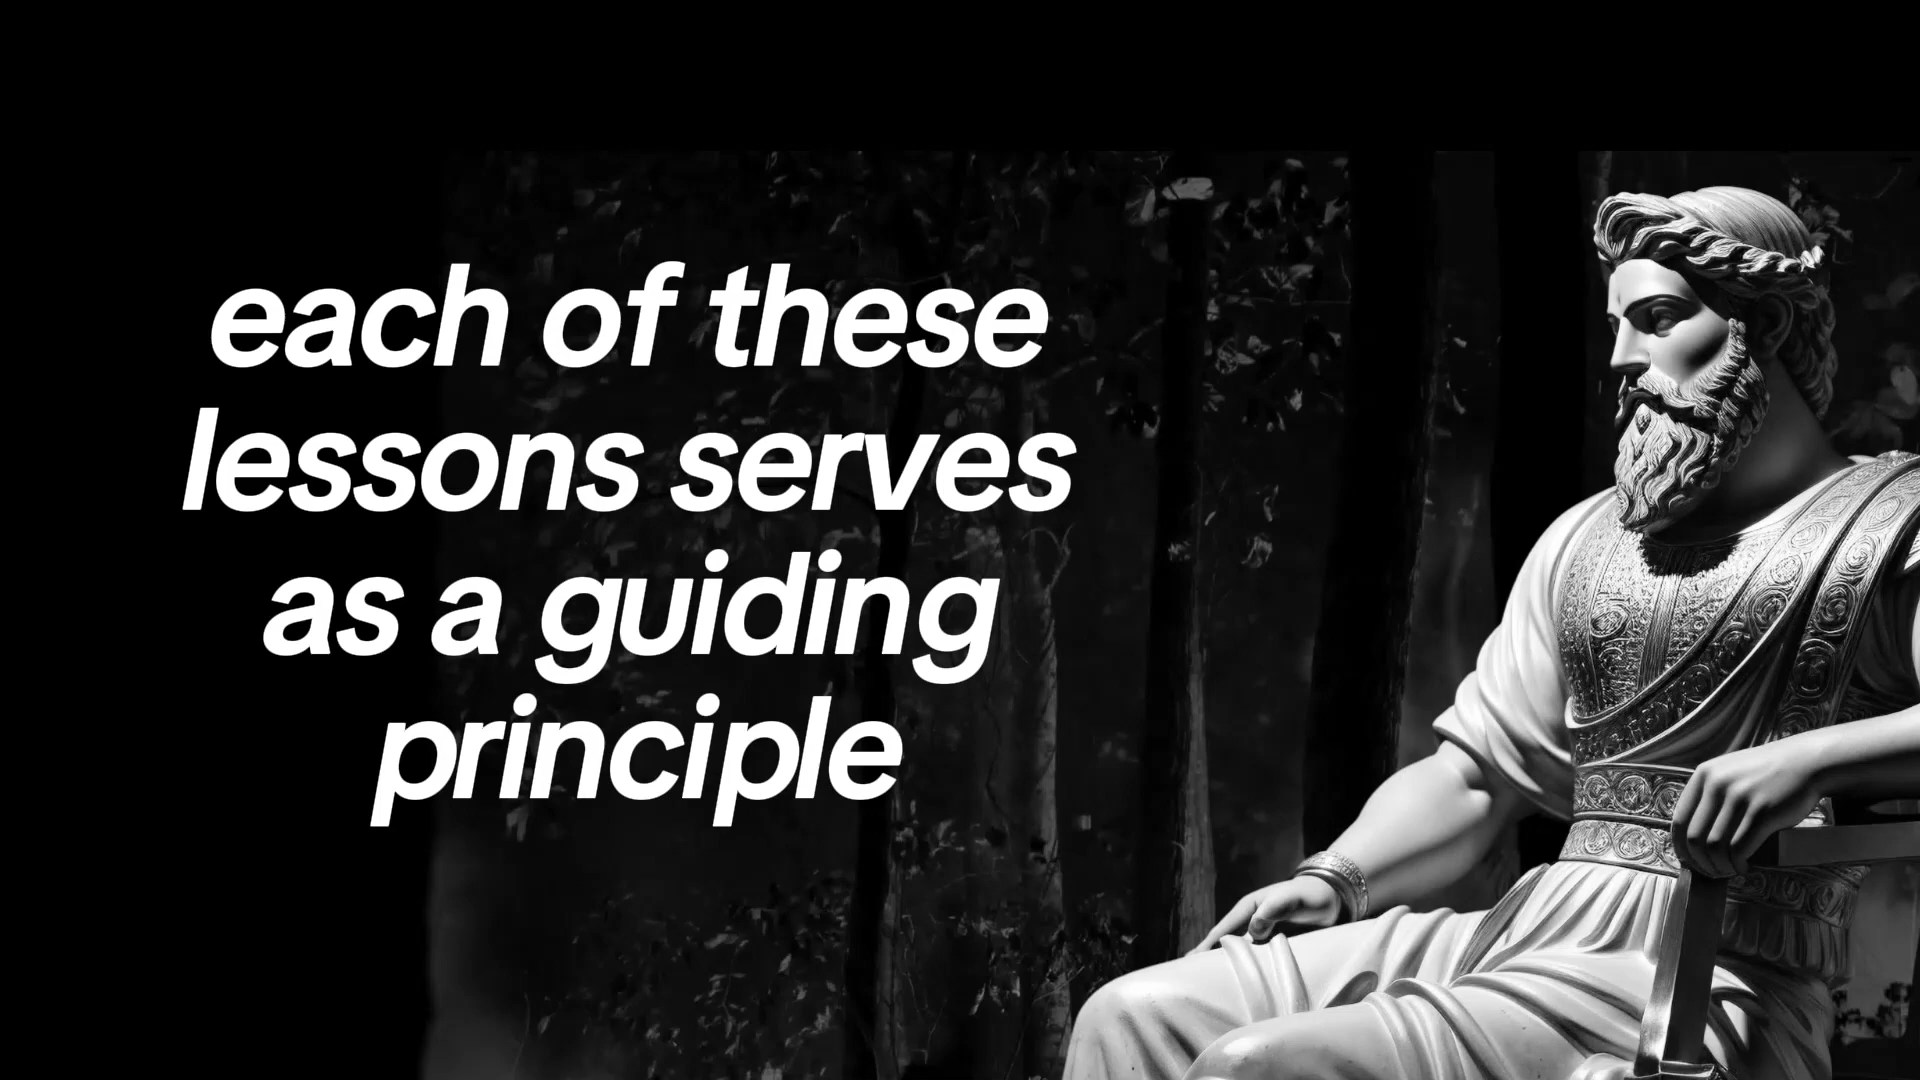 each of these
lessons serves
as a guiding
principle